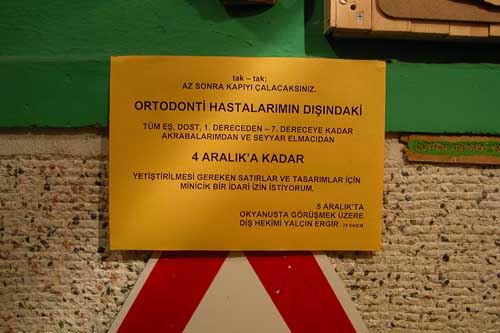 tak – tak;
AZ SONRA KAPIYI ÇALACAKSINIZ.
ORTODONTİ HASTALARIMIN DIŞINDAKİ
TÜM EŞ, DOST, 1. DERECEDEN – 7. DERECEYE KADAR
AKRABALARIMDAN VE SEYYAR ELMACIDAN
4 ARALIK'A KADAR
YETİŞTİRİLMESİ GEREKEN SATIRLAR VE TASARIMLAR İÇİN
MİNİCİK BİR İDARİ İZİN İSTİYORUM.
5 ARALIK'TA
OKYANUSTA GÖRÜŞMEK ÜZERE
DİŞ HEKİMİ YALÇIN ERGİR